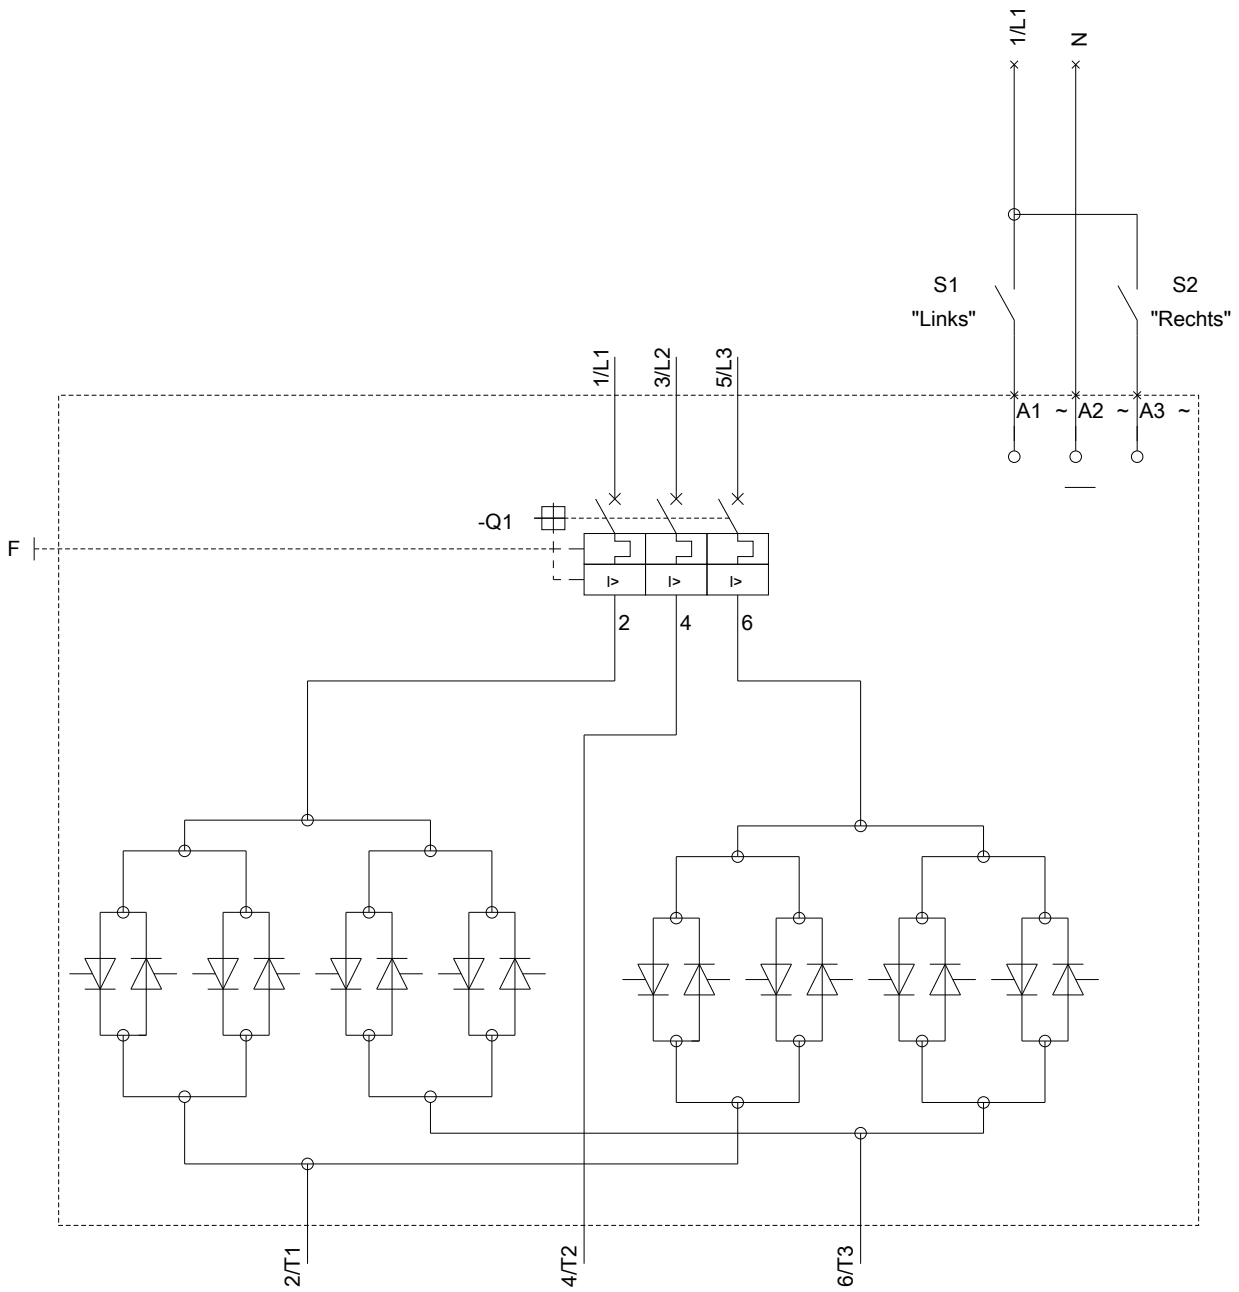 1/L1
N
S1
"Links"
S2
"Rechts"
1/L1
3/L2
5/L3
A1 ~ A2 ~ A3 ~
-Q1
F
I> I> I>
2 4 6
2/T1
4/T2
6/T3